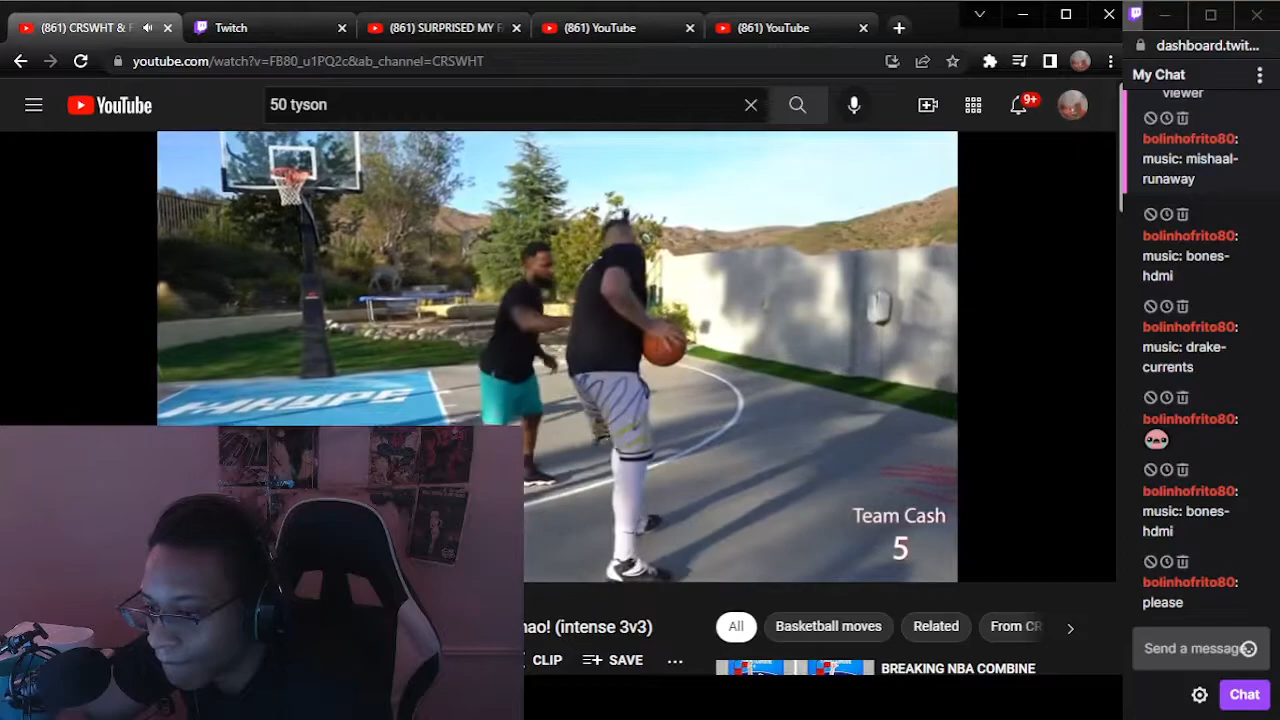 (861) CRSWHT & F
Twitch
(861) SURPRISED MY F
(861) YouTube
(861) YouTube
youtube.com/watch?v=FB80_u1PQ2c&ab_channel=CRSWHT
YouTube
50 tyson
9+
MHYPE
Team Cash
5
nao! (intense 3v3)
CLIP
SAVE
All
Basketball moves
Related
From CR
BREAKING NBA COMBINE
dashboard.twit...
My Chat
viewer
bolinhofrito80:
music: mishaal-
runaway
bolinhofrito80:
music: bones-
hdmi
bolinhofrito80:
music: drake-
currents
bolinhofrito80:
bolinhofrito80:
music: bones-
hdmi
bolinhofrito80:
please
Send a message
Chat